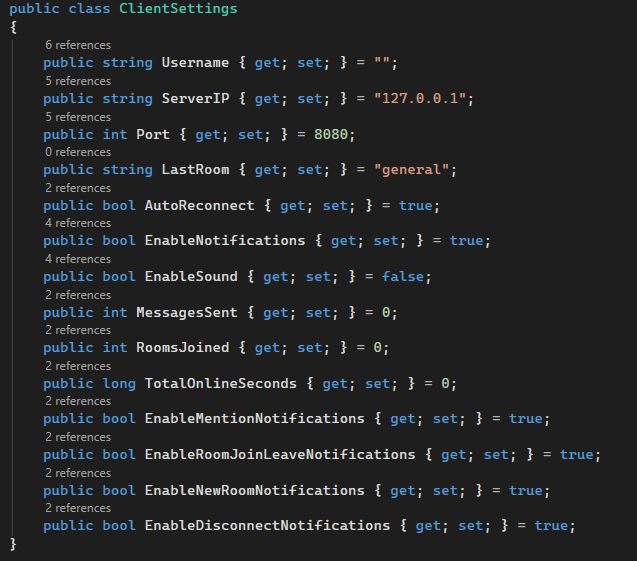 public class ClientSettings
{
6 references
public string Username { get; set; } = "";
5 references
public string ServerIP { get; set; } = "127.0.0.1";
5 references
public int Port { get; set; } = 8080;
0 references
public string LastRoom { get; set; } = "general";
2 references
public bool AutoReconnect { get; set; } = true;
4 references
public bool EnableNotifications { get; set; } = true;
4 references
public bool EnableSound { get; set; } = false;
2 references
public int MessagesSent { get; set; } = 0;
2 references
public int RoomsJoined { get; set; } = 0;
2 references
public long TotalOnlineSeconds { get; set; } = 0;
2 references
public bool EnableMentionNotifications { get; set; } = true;
2 references
public bool EnableRoomJoinLeaveNotifications { get; set; } = true;
2 references
public bool EnableNewRoomNotifications { get; set; } = true;
2 references
public bool EnableDisconnectNotifications { get; set; } = true;
}